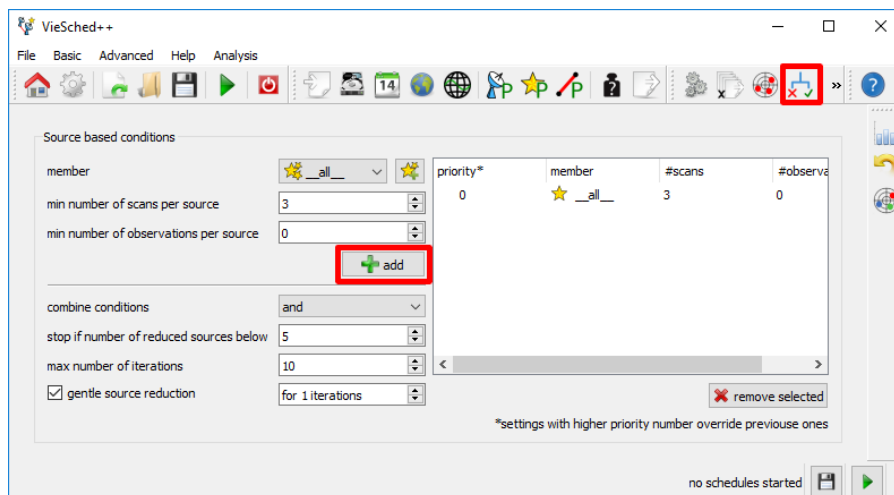 VieSched++
File Basic Advanced Help Analysis
14 P P P ? x » ?
Source based conditions
member __all__
min number of scans per source 3
min number of observations per source 0
add
combine conditions and
stop if number of reduced sources below 5
max number of iterations 10
gentle source reduction for 1 iterations
priority* member #scans #observa
0 __all__ 3 0
remove selected
*settings with higher priority number override previouse ones
no schedules started